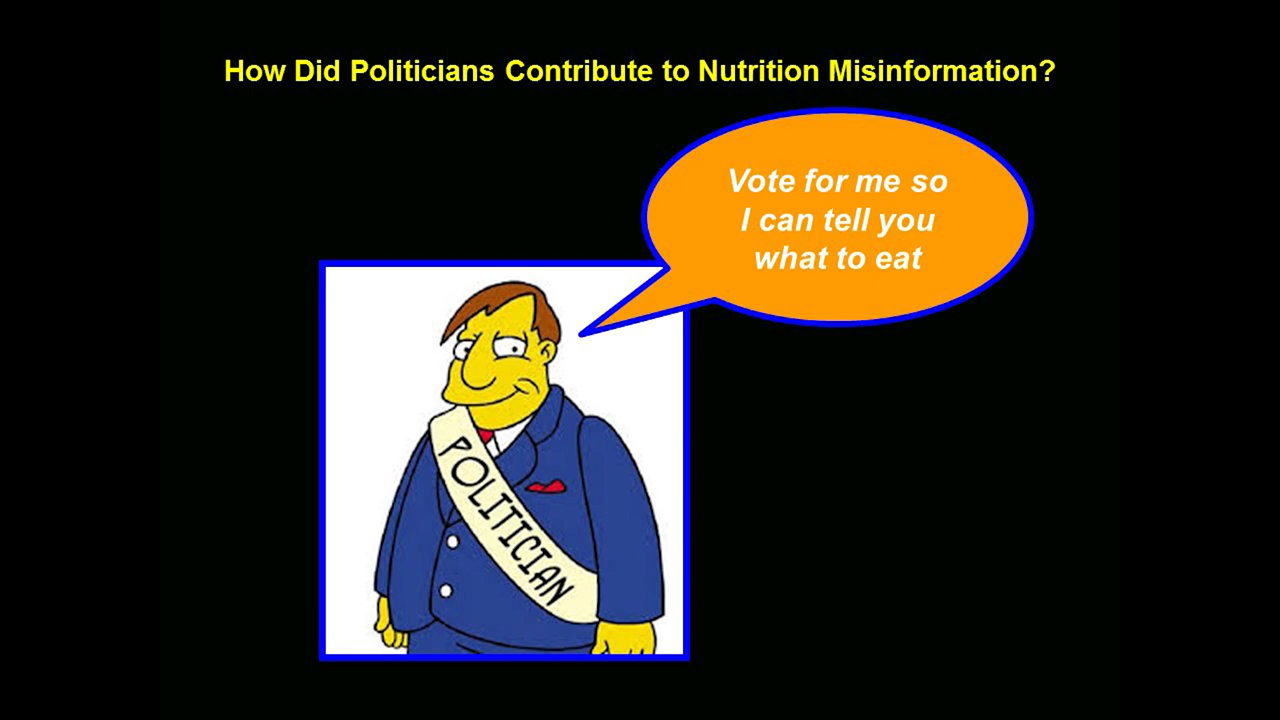 How Did Politicians Contribute to Nutrition Misinformation?
Vote for me so
I can tell you
what to eat
POLITICIAN